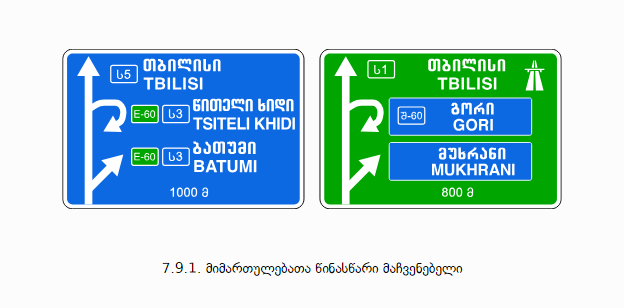 ს5 თბილისი
TBILISI
E-60 ს3 წითელი ხიდი
TSITELI KHIDI
E-60 ს3 ბათუმი
BATUMI
1000 მ
ს1 თბილისი
TBILISI
შ-60 გორი
GORI
მუხრანი
MUKHRANI
800 მ
7.9.1. მიმართულებათა წინასწარი მაჩვენებელი